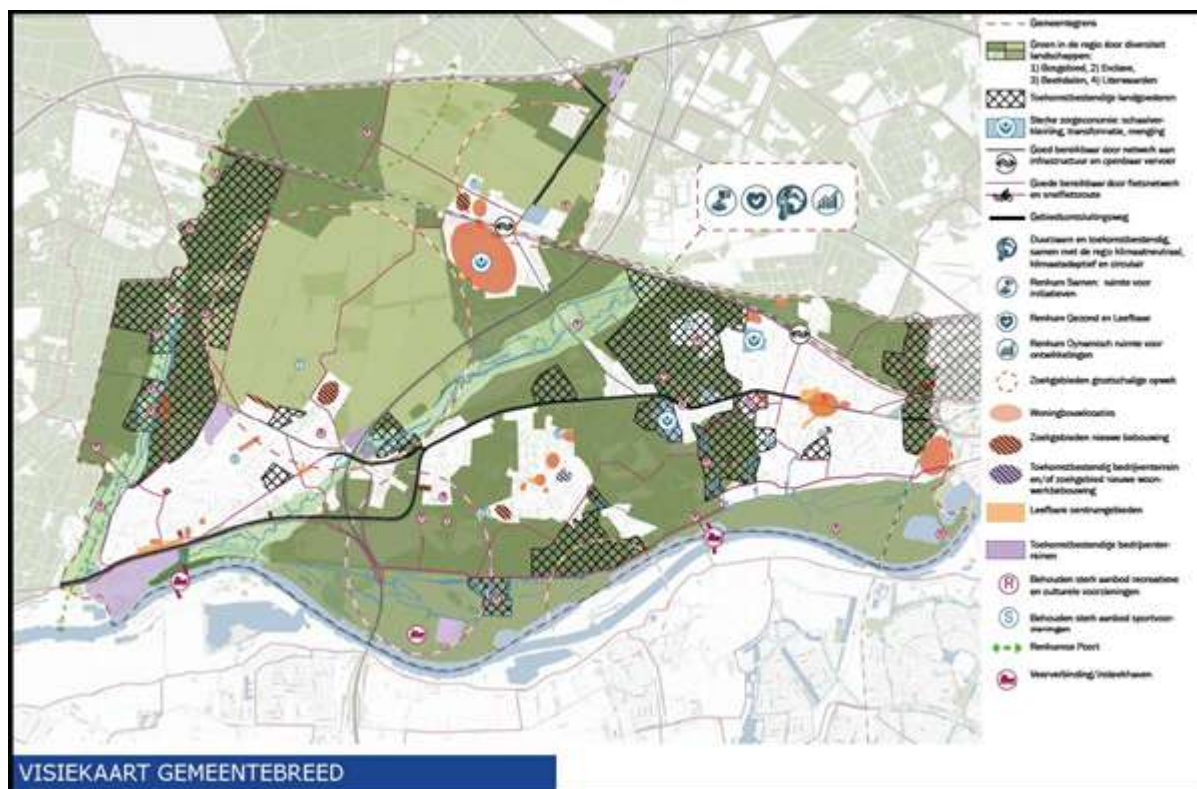 Gemeentegrens
Groen in de regio door diversiteit
landschappen:
1) Bosgebied, 2) Enclave,
3) Beekdalen, 4) Uiterwaarden
Toekomstbestendige landgoederen
Sterke zorgeconomie: schaalver-
kleining, transformatie, menging
Goed bereikbaar door netwerk aan
infrastructuur en openbaar vervoer
Goede bereikbaar door fietsnetwerk
en snelfietsroute
Gebiedsontsluitingsweg
Duurzaam en toekomstbestendig,
samen met de regio klimaatneutraal,
klimaatadaptief en circulair
Renkum Samen: ruimte voor
initiatieven
Renkum Gezond en Leefbaar
Renkum Dynamisch ruimte voor
ontwikkelingen
Zoekgebieden grootschalige opwek
Woningbouwlocaties
Zoekgebieden nieuwe bebouwing
Toekomstbestendig bedrijventerrein
en/of zoekgebied nieuwe woon-
werkbebouwing
Leefbare centrumgebieden
Toekomstbestendige bedrijventer-
reinen
R
Behouden sterk aanbod recreatieve
en culturele voorzieningen
S
Behouden sterk aanbod sportvoor-
zieningen
Renkumse Poort
Veerverbinding/insteekhaven
VISIEKAART GEMEENTEBREED